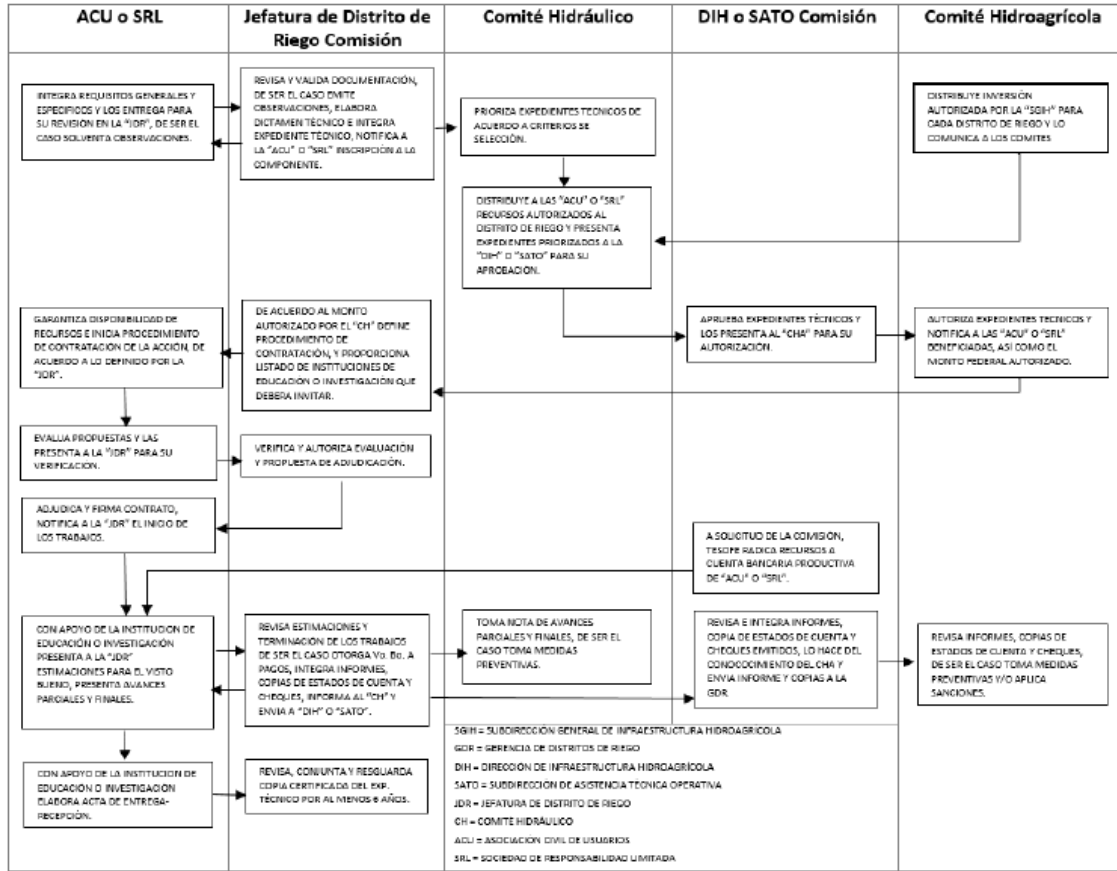 ACU o SRL
Jefatura de Distrito de
Riego Comisión
Comité Hidráulico
DIH o SATO Comisión
Comité Hidroagrícola
INTEGRA REQUISITOS GENERALES Y
ESPECIFICOS Y LOS ENTREGA PARA
SU REVISIÓN EN LA "JDR", DE SER EL
CASO SOLVENTA OBSERVACIONES.
REVISA Y VALIDA DOCUMENTACIÓN,
DE SER EL CASO EMITE
OBSERVACIONES, ELABORA
DICTAMEN TÉCNICO E INTEGRA
EXPEDIENTE TÉCNICO, NOTIFICA A
LA "ACU" O "SRL" INSCRIPCIÓN A LA
COMPONENTE.
PRIORIZA EXPEDIENTES TECNICOS DE
ACUERDO A CRITERIOS SE
SELECCIÓN.
DISTRIBUYE INVERSIÓN
AUTORIZADA POR LA "SGIH" PARA
CADA DISTRITO DE RIEGO Y LO
COMUNICA A LOS COMITES
DISTRIBUYE A LAS "ACU" O "SRL"
RECURSOS AUTORIZADOS AL
DISTRITO DE RIEGO Y PRESENTA
EXPEDIENTES PRIORIZADOS A LA
"DIH" O "SATO" PARA SU
APROBACIÓN.
GARANTIZA DISPONIBILIDAD DE
RECURSOS E INICIA PROCEDIMIENTO
DE CONTRATACIÓN DE LA ACCIÓN, DE
ACUERDO A LO DEFINIDO POR LA
"JDR".
DE ACUERDO AL MONTO
AUTORIZADO POR EL "CH" DEFINE
PROCEDIMIENTO DE
CONTRATACIÓN, Y PROPORCIONA
LISTADO DE INSTITUCIONES DE
EDUCACION O INVESTIGACIÓN QUE
DEBERA INVITAR.
APRUEBA EXPEDIENTES TÉCNICOS Y
LOS PRESENTA AL "CHA" PARA SU
AUTORIZACIÓN.
AUTORIZA EXPEDIENTES TECNICOS Y
NOTIFICA A LAS "ACU" O "SRL"
BENEFICIADAS, ASÍ COMO EL
MONTO FEDERAL AUTORIZADO.
EVALUA PROPUESTAS Y LAS
PRESENTA A LA "JDR" PARA SU
VERIFICACIÓN.
VERIFICA Y AUTORIZA EVALUACIÓN
Y PROPUESTA DE ADJUDICACIÓN.
ADJUDICA Y FIRMA CONTRATO,
NOTIFICA A LA "JDR" EL INICIO DE
LOS TRABAJOS.
A SOLICITUD DE LA COMISIÓN,
TESOFE RADICA RECURSOS A
CUENTA BANCARIA PRODUCTIVA
DE "ACU" O "SRL".
CON APOYO DE LA INSTITUCION DE
EDUCACIÓN O INVESTIGACIÓN
PRESENTA A LA "JDR"
ESTIMACIONES PARA EL VISTO
BUENO, PRESENTA AVANCES
PARCIALES Y FINALES.
REVISA ESTIMACIONES Y
TERMINACION DE LOS TRABAJOS
DE SER EL CASO OTORGA Vo. Bo. A
PAGOS, INTEGRA INFORMES,
COPIAS DE ESTADOS DE CUENTA Y
CHEQUES, INFORMA AL "CH" Y
ENVIA A "DIH" O "SATO".
TOMA NOTA DE AVANCES
PARCIALES Y FINALES, DE SER EL
CASO TOMA MEDIDAS
PREVENTIVAS.
REVISA E INTEGRA INFORMES,
COPIA DE ESTADOS DE CUENTA Y
CHEQUES EMITIDOS, LO HACE DEL
CONOCOCIMIENTO DEL CHA Y
ENVIA INFORME Y COPIAS A LA
GDR.
REVISA INFORMES, COPIAS DE
ESTADOS DE CUENTA Y CHEQUES,
DE SER EL CASO TOMA MEDIDAS
PREVENTIVAS Y/O APLICA
SANCIONES.
CON APOYO DE LA INSTITUCION DE
EDUCACIÓN O INVESTIGACION
ELABORA ACTA DE ENTREGA-
RECEPCIÓN.
REVISA, CONJUNTA Y RESGUARDA
COPIA CERTIFICADA DEL EXP.
TÉCNICO POR AL MENOS 6 AÑOS.
SGIH = SUBDIRECCIÓN GENERAL DE INFRAESTRUCTURA HIDROAGRÍCOLA
GDR = GERENCIA DE DISTRITOS DE RIEGO
DIH = DIRECCIÓN DE INFRAESTRUCTURA HIDROAGRÍCOLA
SATO = SUBDIRECCIÓN DE ASISTENCIA TÉCNICA OPERATIVA
JDR = JEFATURA DE DISTRITO DE RIEGO
CH = COMITÉ HIDRÁULICO
ACU = ASOCIACION CIVIL DE USUARIOS
SRL = SOCIEDAD DE RESPONSABILIDAD LIMITADA